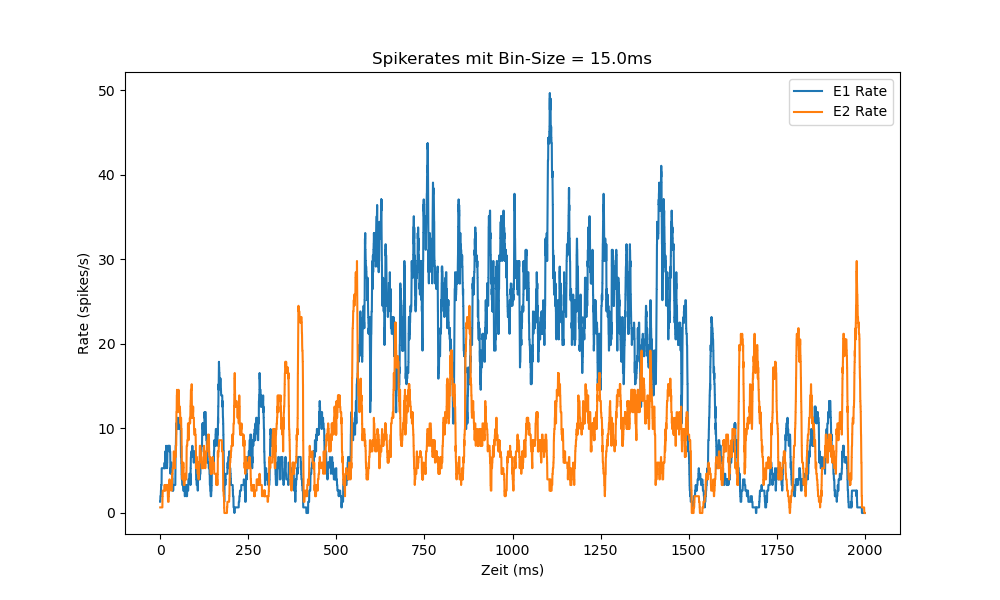 Spikerates mit Bin-Size = 15.0ms
E1 Rate
E2 Rate
50
40
30
20
10
0
Rate (spikes/s)
0 250 500 750 1000 1250 1500 1750 2000
Zeit (ms)